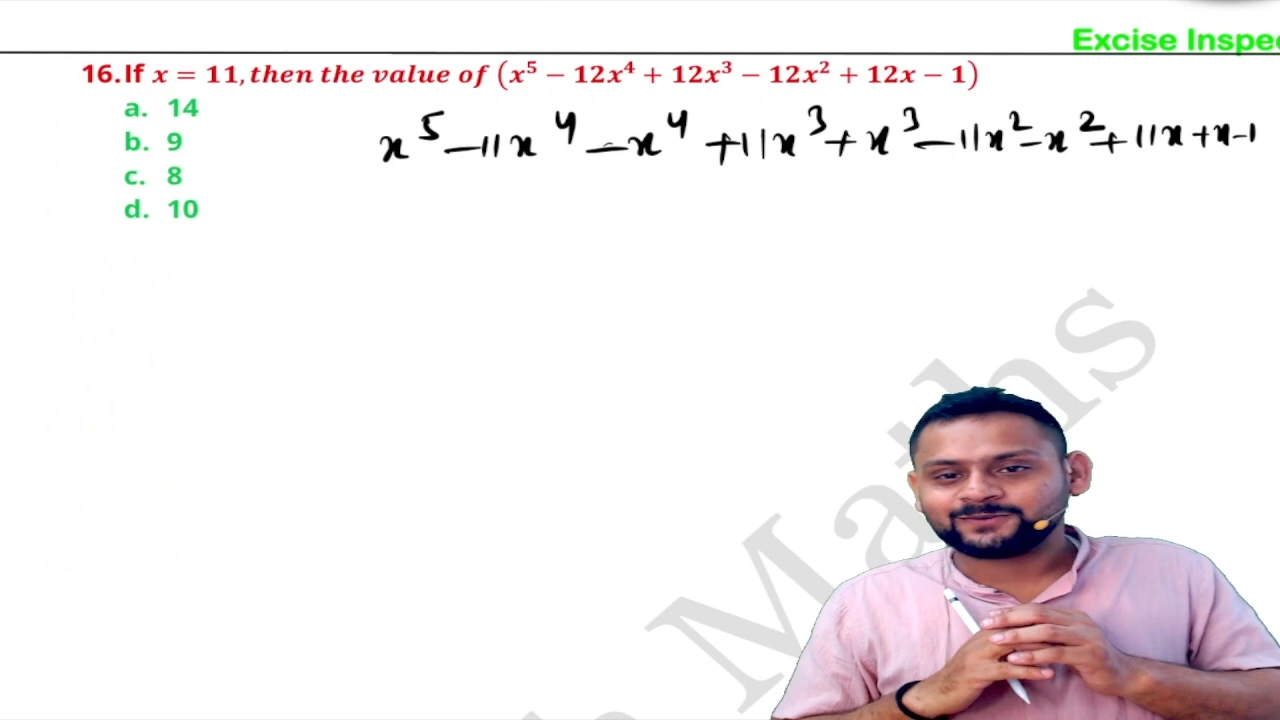 Excise Inspe
16. If x = 11, then the value of (x⁵ − 12x⁴ + 12x³ − 12x² + 12x − 1)
a. 14
b. 9
c. 8
d. 10
x⁵ − 11x⁴ − x⁴ + 11x³ + x³ − 11x² − x² + 11x + x − 1
h Maths